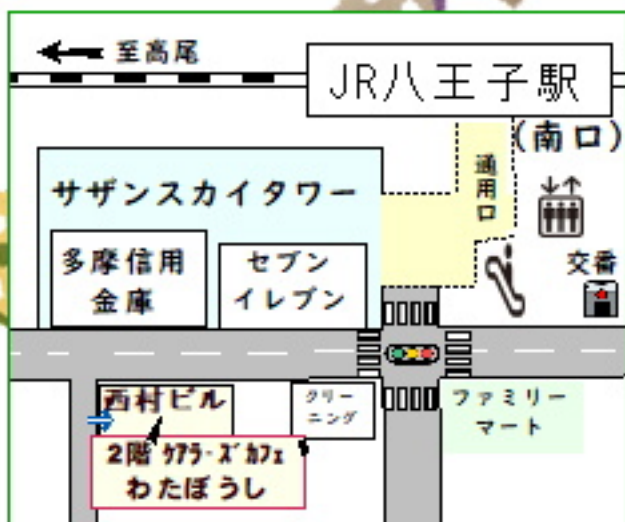 至高尾
JR八王子駅
(南口)
通用口
サザンスカイタワー
多摩信用
金庫
セブン
イレブン
交番
西村ビル
クリー
ニング
ファミリー
マート
2階 ケアラーズカフェ
わたぼうし